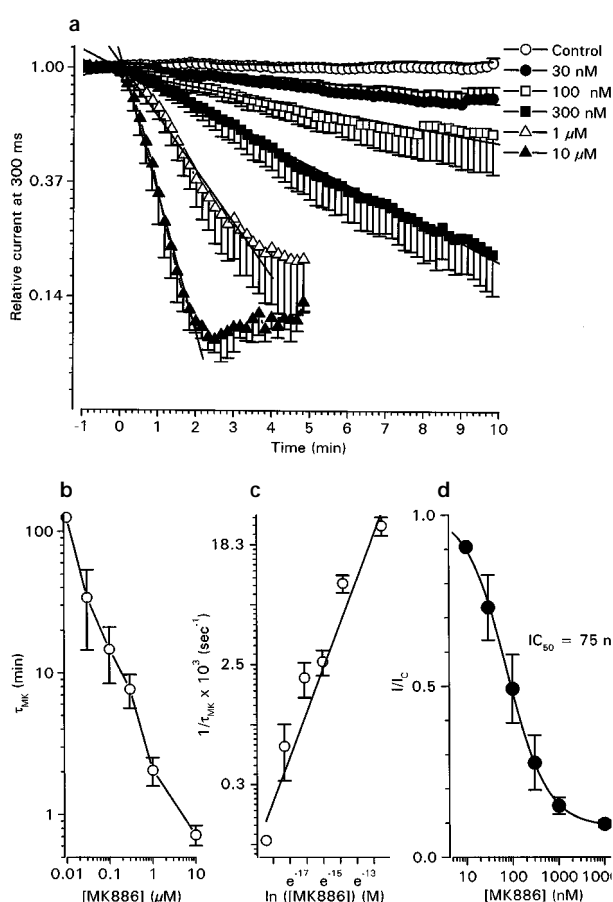 a
Relative current at 300 ms
1.00
0.37
0.14
-1 0 1 2 3 4 5 6 7 8 9 10
Time (min)
Control
30 nM
100 nM
300 nM
1 µM
10 µM
b
τMK (min)
100
10
1
0.01 0.1 1 10
[MK886] (µM)
c
1/τMK x 10³ (sec⁻¹)
18.3
2.5
0.3
e⁻¹⁷ e⁻¹⁵ e⁻¹³
ln ([MK886]) (M)
d
I/IC
1.0
0.5
0.0
IC50 = 75 n
10 100 1000 1000
[MK886] (nM)